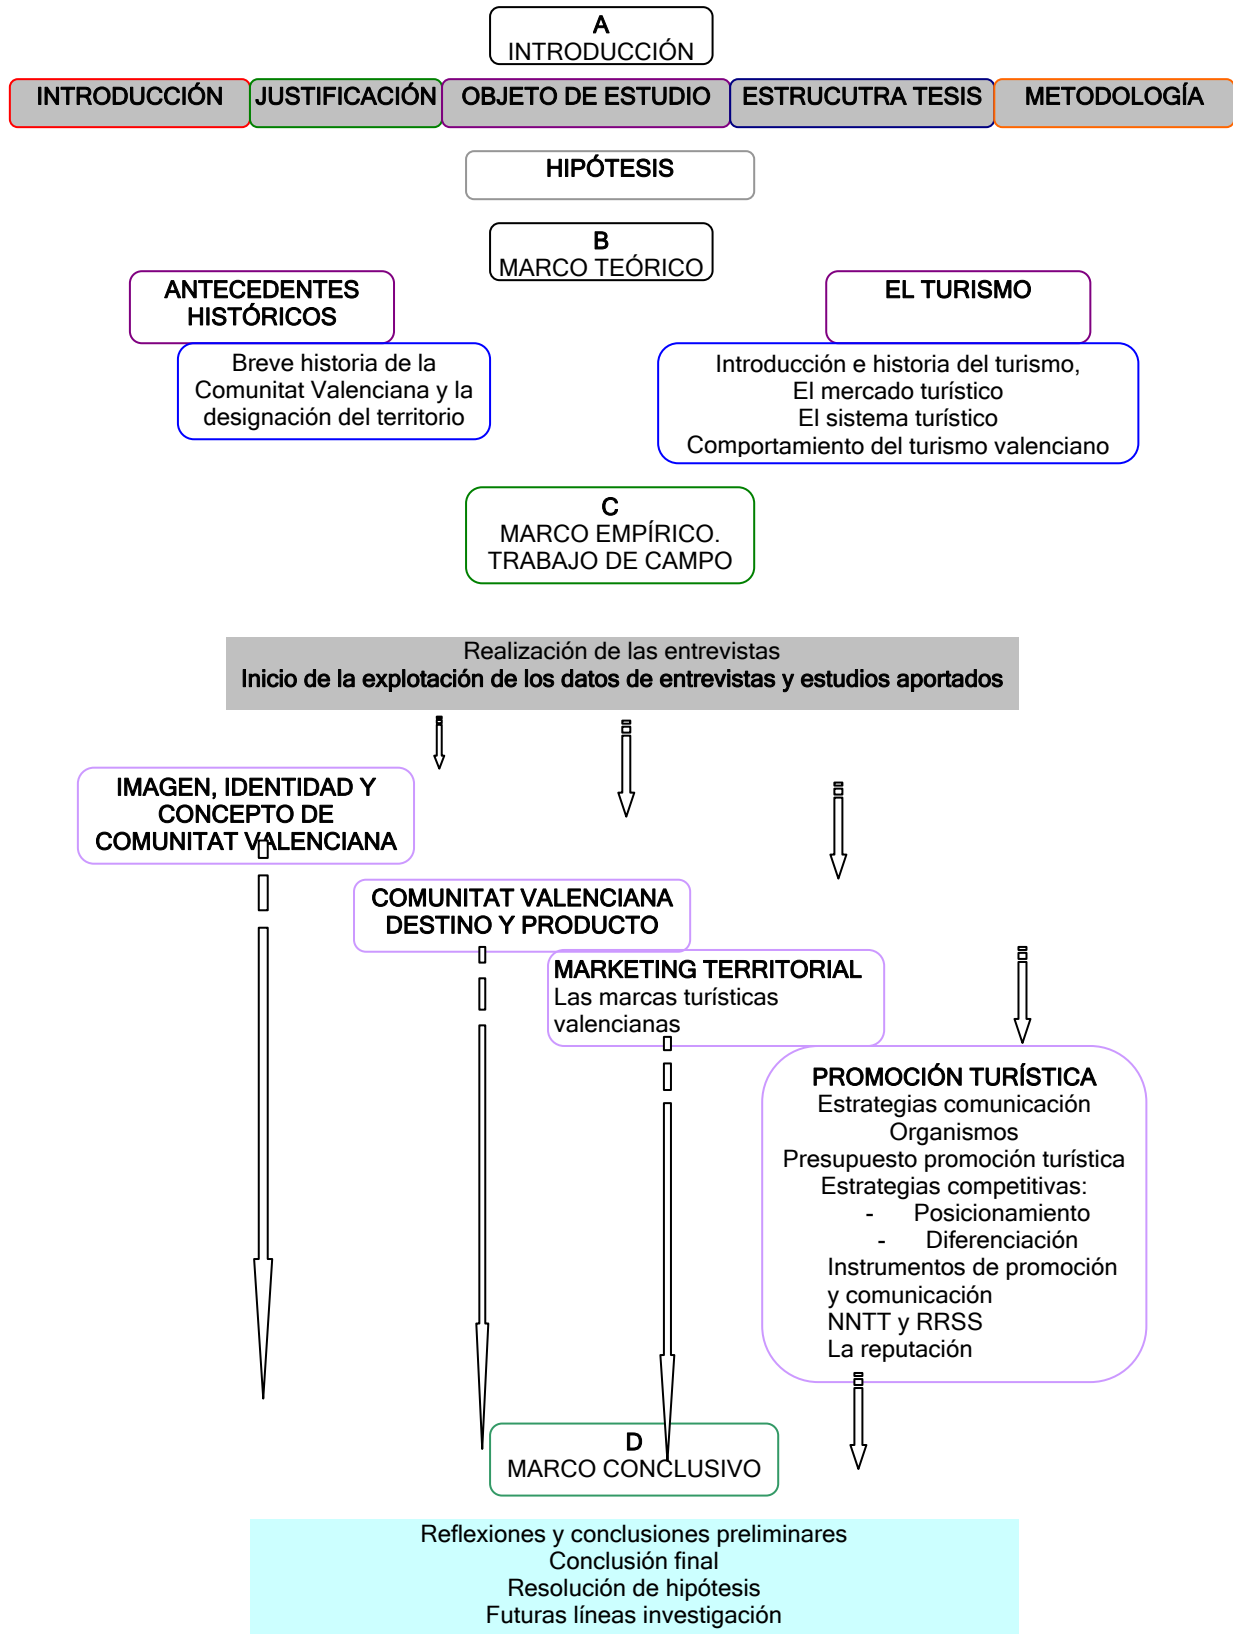 A
INTRODUCCIÓN
INTRODUCCIÓN
JUSTIFICACIÓN
OBJETO DE ESTUDIO
ESTRUCUTRA TESIS
METODOLOGÍA
HIPÓTESIS
B
MARCO TEÓRICO
ANTECEDENTES
HISTÓRICOS
Breve historia de la
Comunitat Valenciana y la
designación del territorio
EL TURISMO
Introducción e historia del turismo,
El mercado turístico
El sistema turístico
Comportamiento del turismo valenciano
C
MARCO EMPÍRICO.
TRABAJO DE CAMPO
Realización de las entrevistas
Inicio de la explotación de los datos de entrevistas y estudios aportados
IMAGEN, IDENTIDAD Y
CONCEPTO DE
COMUNITAT VALENCIANA
COMUNITAT VALENCIANA
DESTINO Y PRODUCTO
MARKETING TERRITORIAL
Las marcas turísticas
valencianas
PROMOCIÓN TURÍSTICA
Estrategias comunicación
Organismos
Presupuesto promoción turística
Estrategias competitivas:
- Posicionamiento
- Diferenciación
Instrumentos de promoción
y comunicación
NNTT y RRSS
La reputación
D
MARCO CONCLUSIVO
Reflexiones y conclusiones preliminares
Conclusión final
Resolución de hipótesis
Futuras líneas investigación